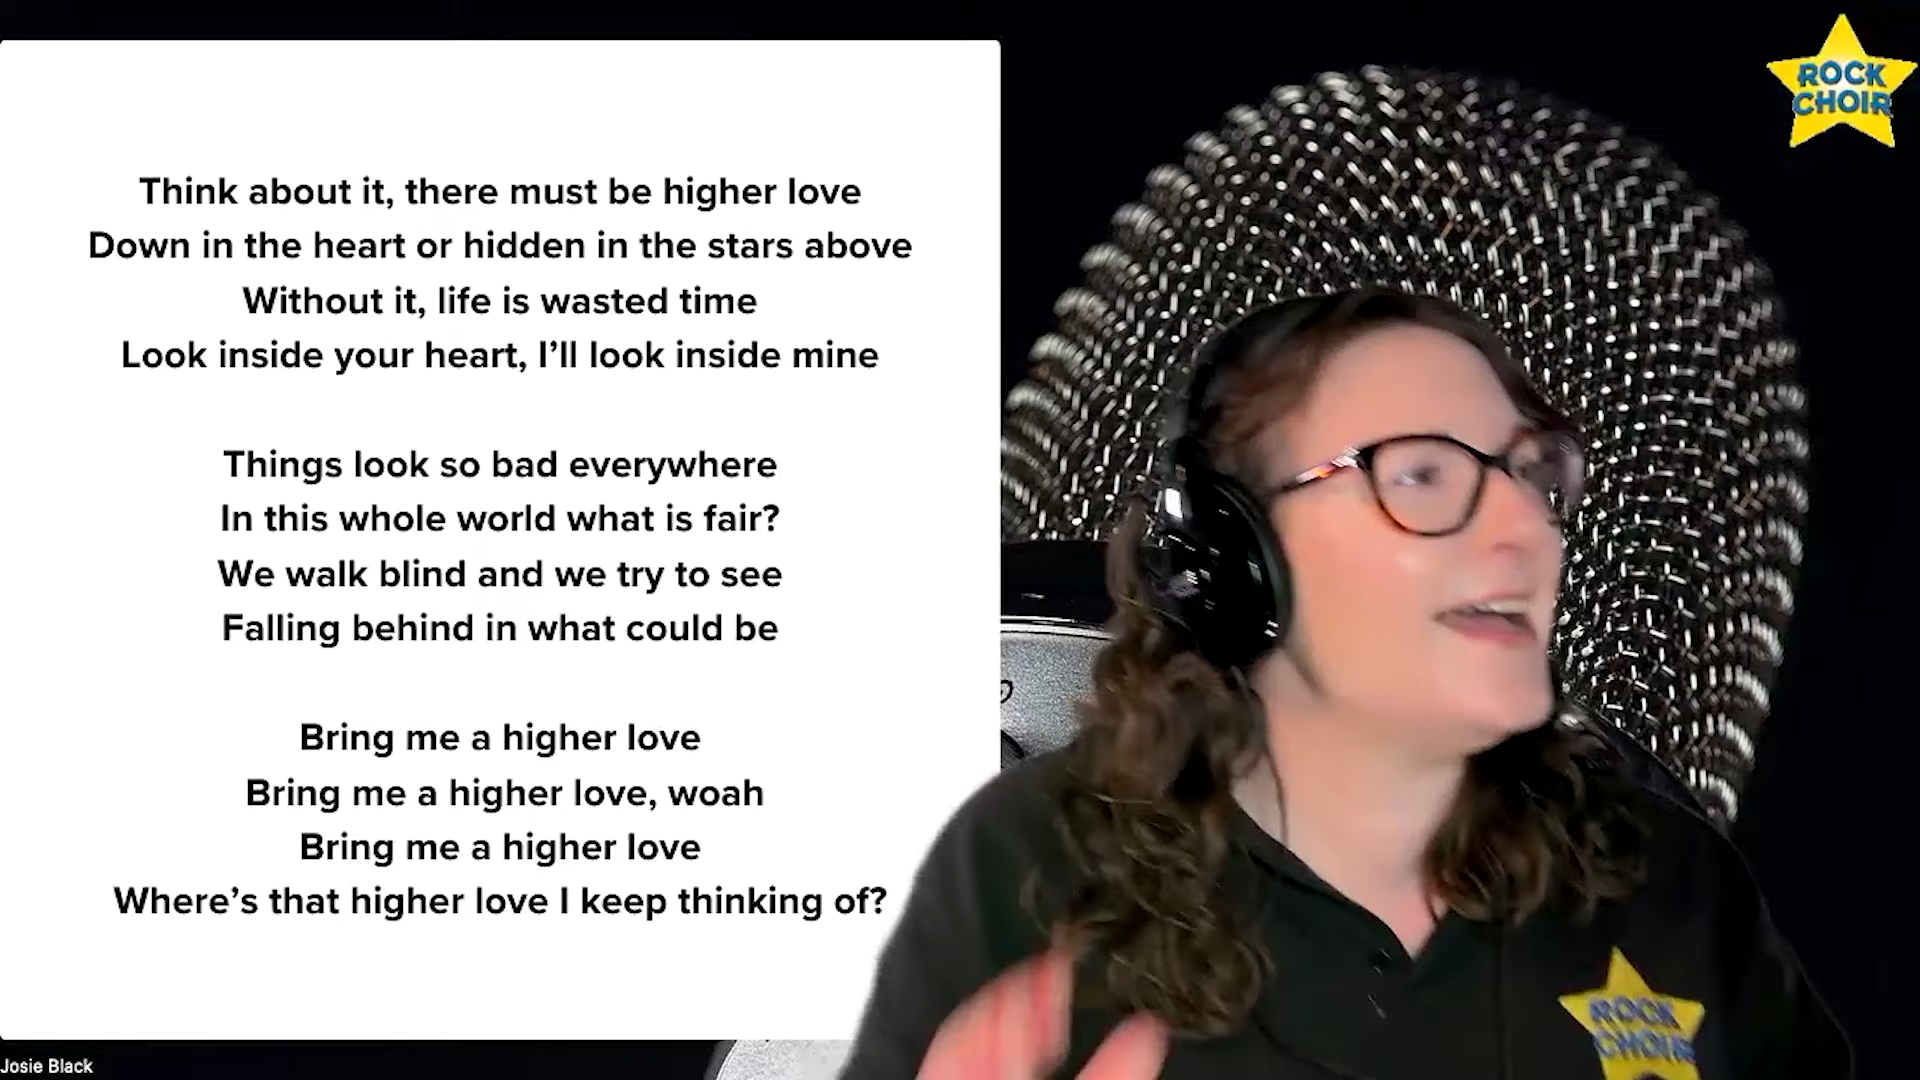 ROCK
CHOIR
Think about it, there must be higher love
Down in the heart or hidden in the stars above
Without it, life is wasted time
Look inside your heart, I’ll look inside mine
Things look so bad everywhere
In this whole world what is fair?
We walk blind and we try to see
Falling behind in what could be
Bring me a higher love
Bring me a higher love, woah
Bring me a higher love
Where’s that higher love I keep thinking of?
ROCK
CHOIR
Josie Black